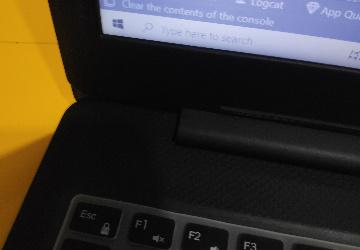 Logcat
App Qu
Clear the contents of the console
Type here to search
Esc
F1
F2
F3